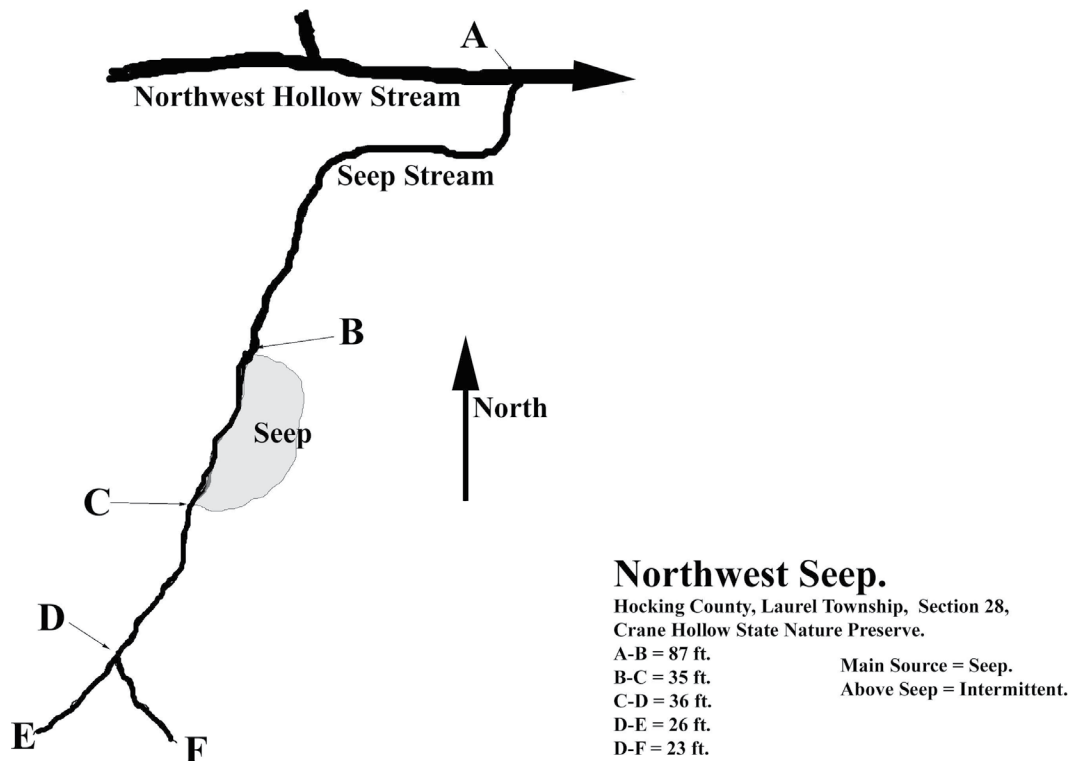 A
Northwest Hollow Stream
Seep Stream
B
North
Seep
C
D
E
F
Northwest Seep.
Hocking County, Laurel Township, Section 28,
Crane Hollow State Nature Preserve.
A-B = 87 ft.
B-C = 35 ft.
C-D = 36 ft.
D-E = 26 ft.
D-F = 23 ft.
Main Source = Seep.
Above Seep = Intermittent.